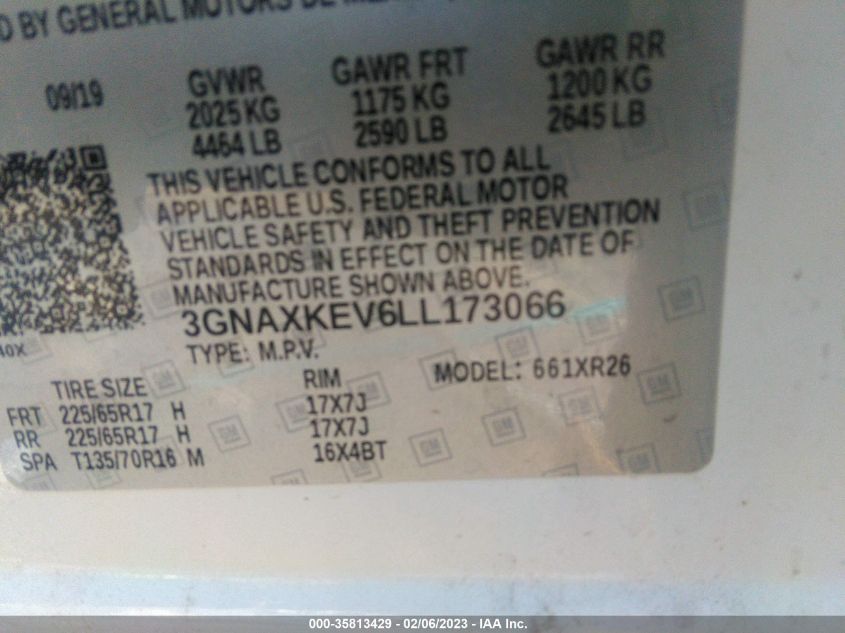 D BY GENERAL MOTORS DE
09/19
GVWR
2025 KG
4464 LB
GAWR FRT
1175 KG
2590 LB
GAWR RR
1200 KG
2645 LB
THIS VEHICLE CONFORMS TO ALL
APPLICABLE U.S. FEDERAL MOTOR
VEHICLE SAFETY AND THEFT PREVENTION
STANDARDS IN EFFECT ON THE DATE OF
MANUFACTURE SHOWN ABOVE.
3GNAXKEV6LL173066
TYPE: M.P.V.
MODEL: 661XR26
TIRE SIZE RIM
FRT 225/65R17 H 17X7J
RR 225/65R17 H 17X7J
SPA T135/70R16 M 16X4BT
000-35813429 - 02/06/2023 - IAAI